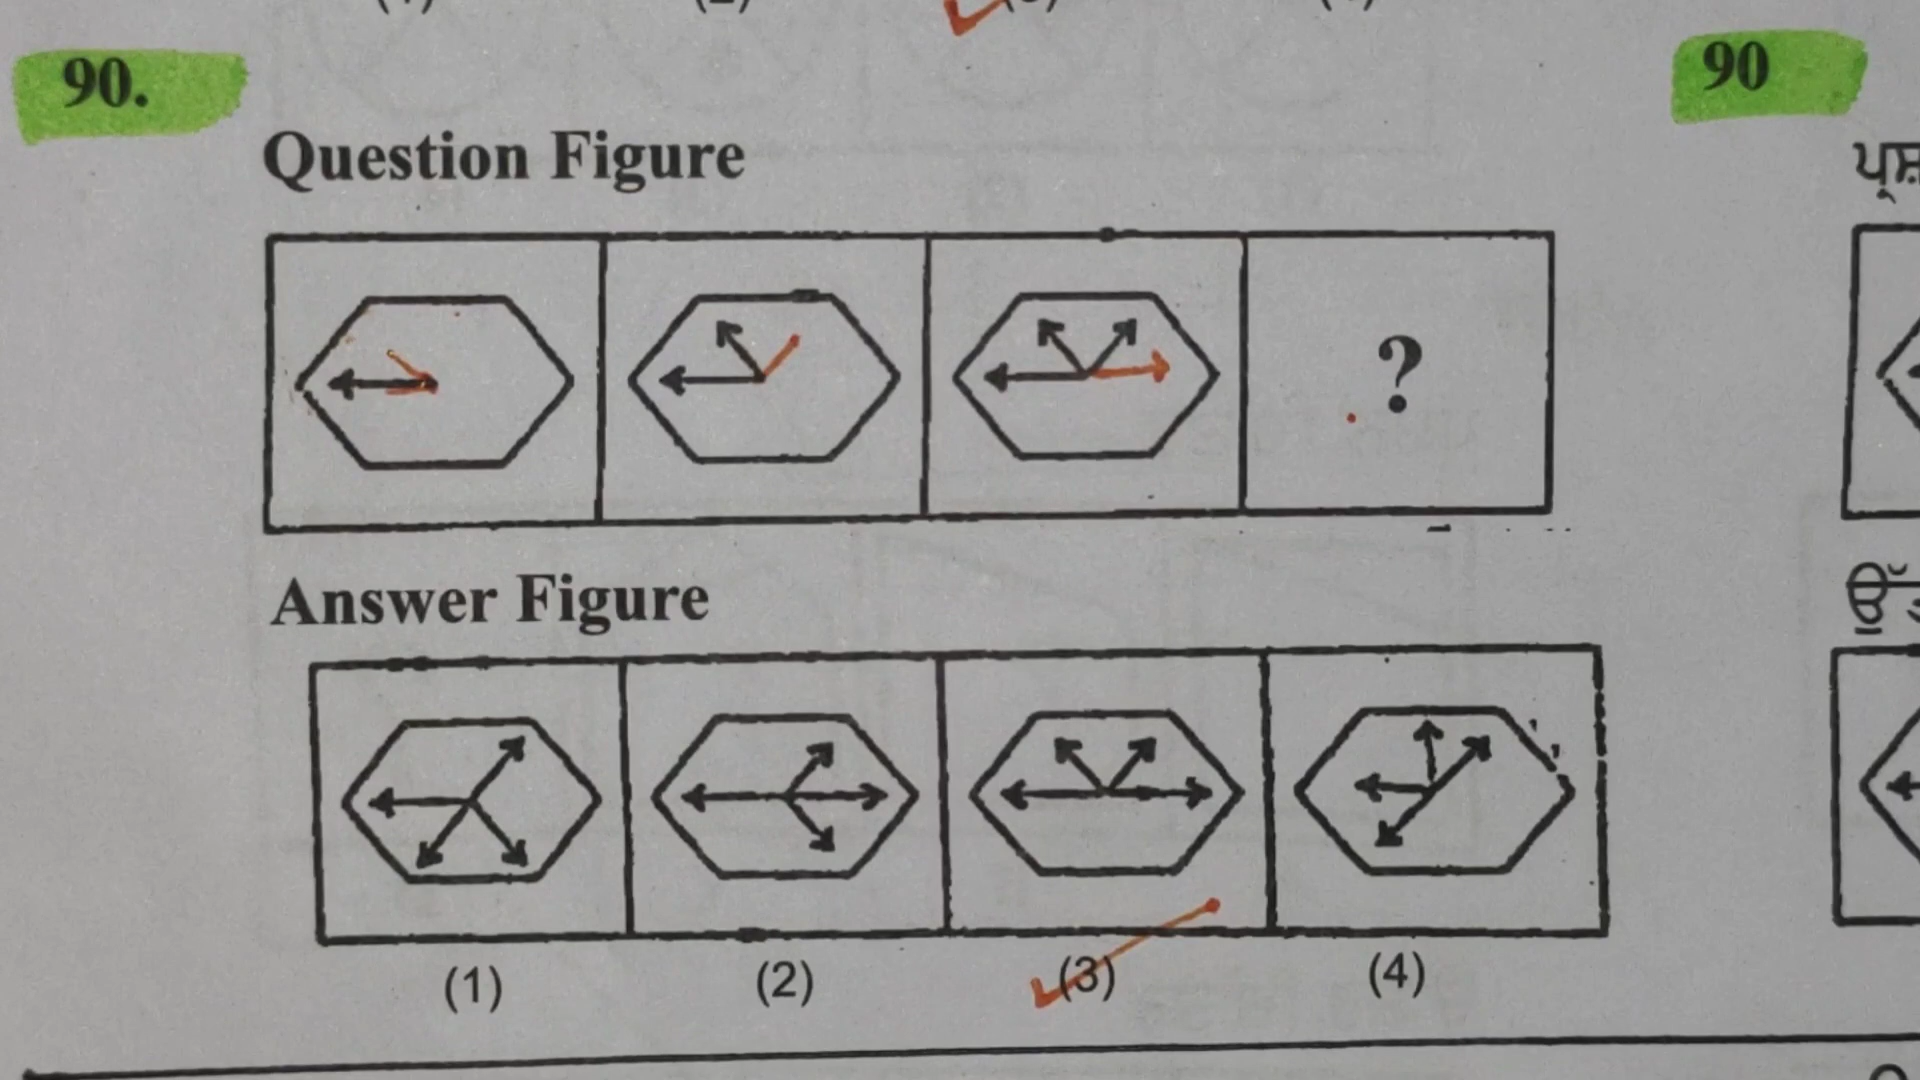 90.
90
Question Figure
?
Answer Figure
(1) (2) (3) (4)